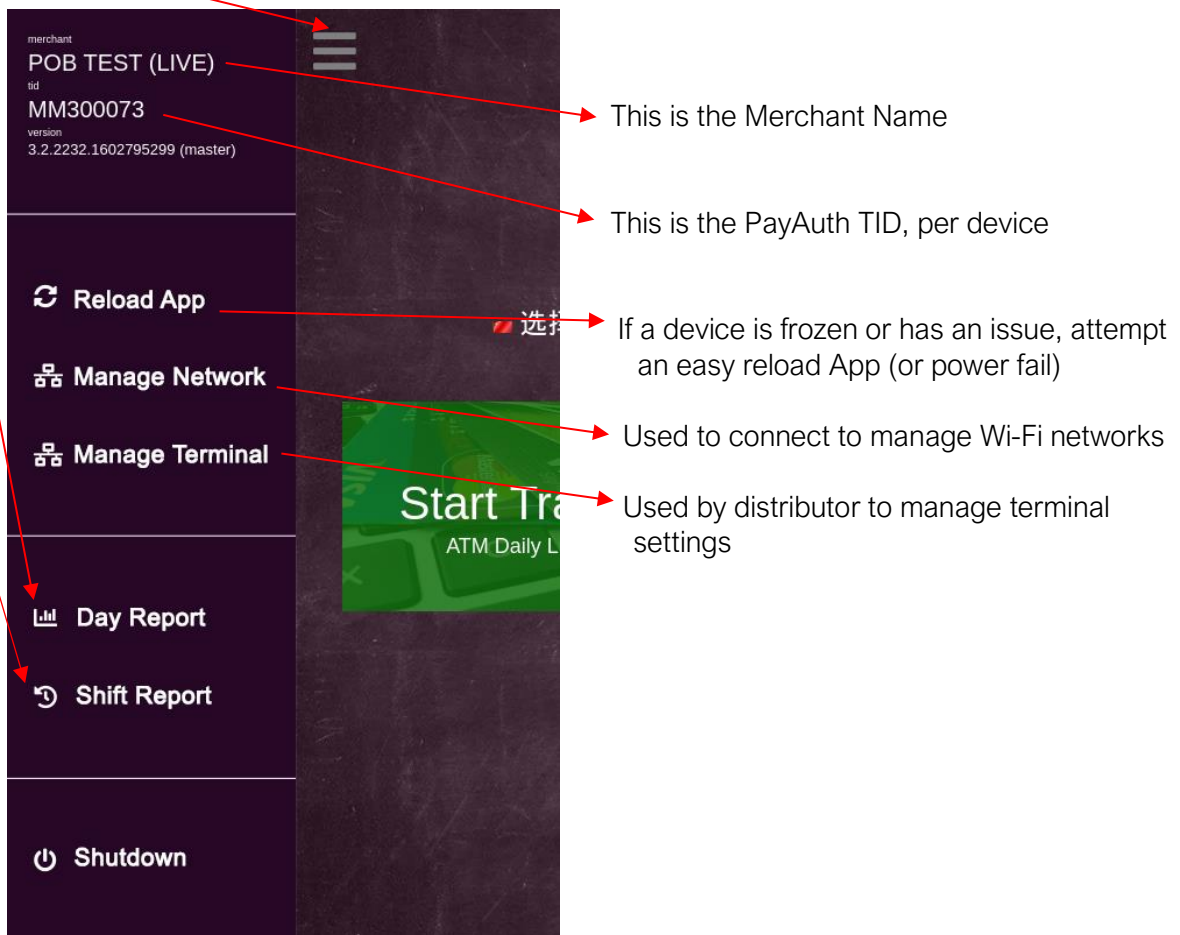 merchant
POB TEST (LIVE)
tid
MM300073
version
3.2.2232.1602795299 (master)
Reload App
Manage Network
Manage Terminal
Day Report
Shift Report
Shutdown
选择
Start Tra
ATM Daily L
This is the Merchant Name
This is the PayAuth TID, per device
If a device is frozen or has an issue, attempt
an easy reload App (or power fail)
Used to connect to manage Wi-Fi networks
Used by distributor to manage terminal
settings